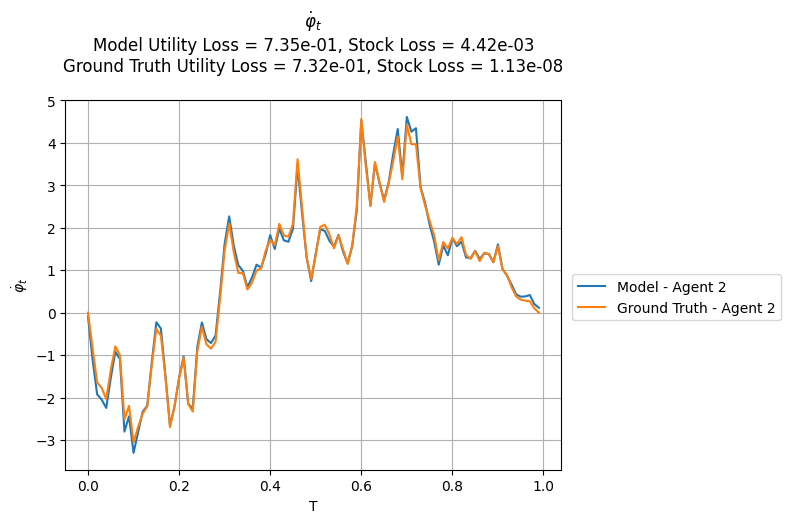 φ̇ₜ
Model Utility Loss = 7.35e-01, Stock Loss = 4.42e-03
Ground Truth Utility Loss = 7.32e-01, Stock Loss = 1.13e-08
5
4
3
2
1
0
−1
−2
−3
φ̇ₜ
0.0 0.2 0.4 0.6 0.8 1.0
T
Model - Agent 2
Ground Truth - Agent 2